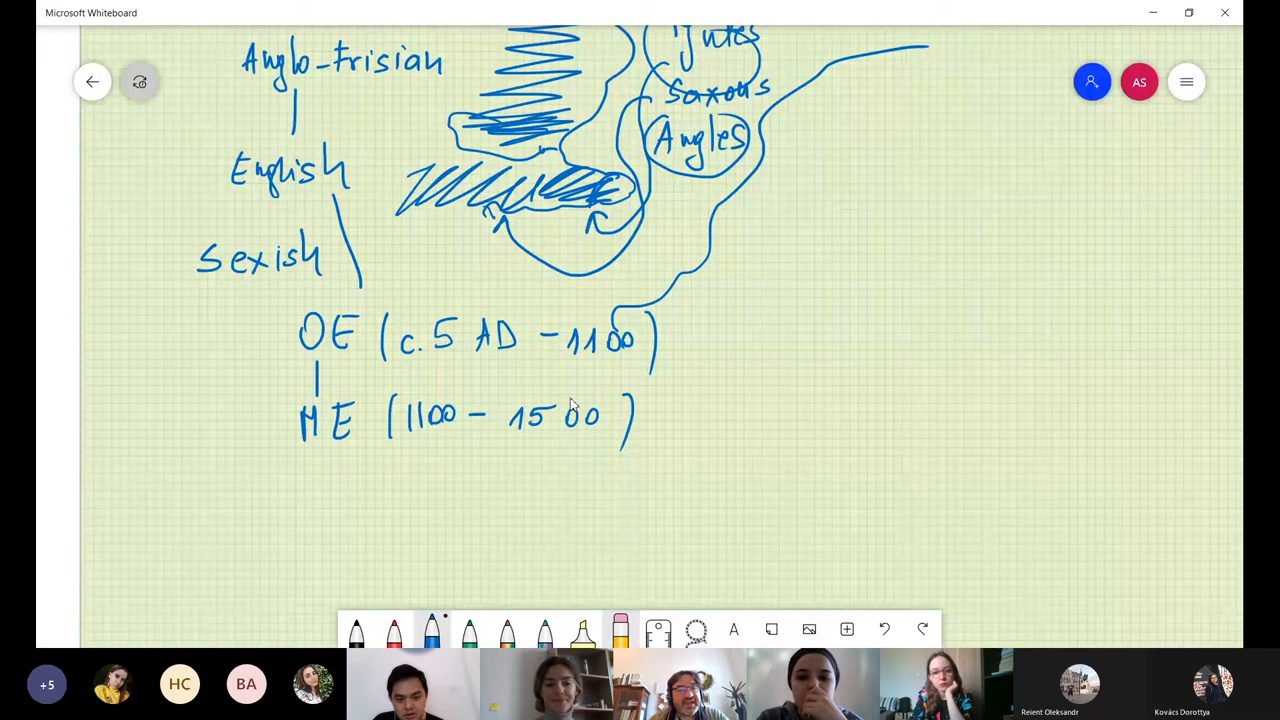 Microsoft Whiteboard
Anglo-Frisian
Jutes
Saxons
Angles
English
Sexish
OE (c. 5 AD - 1100)
ME (1100 - 1500)
AS
A
+5
HC
BA
Reient Oleksandr
Kovács Dorottya